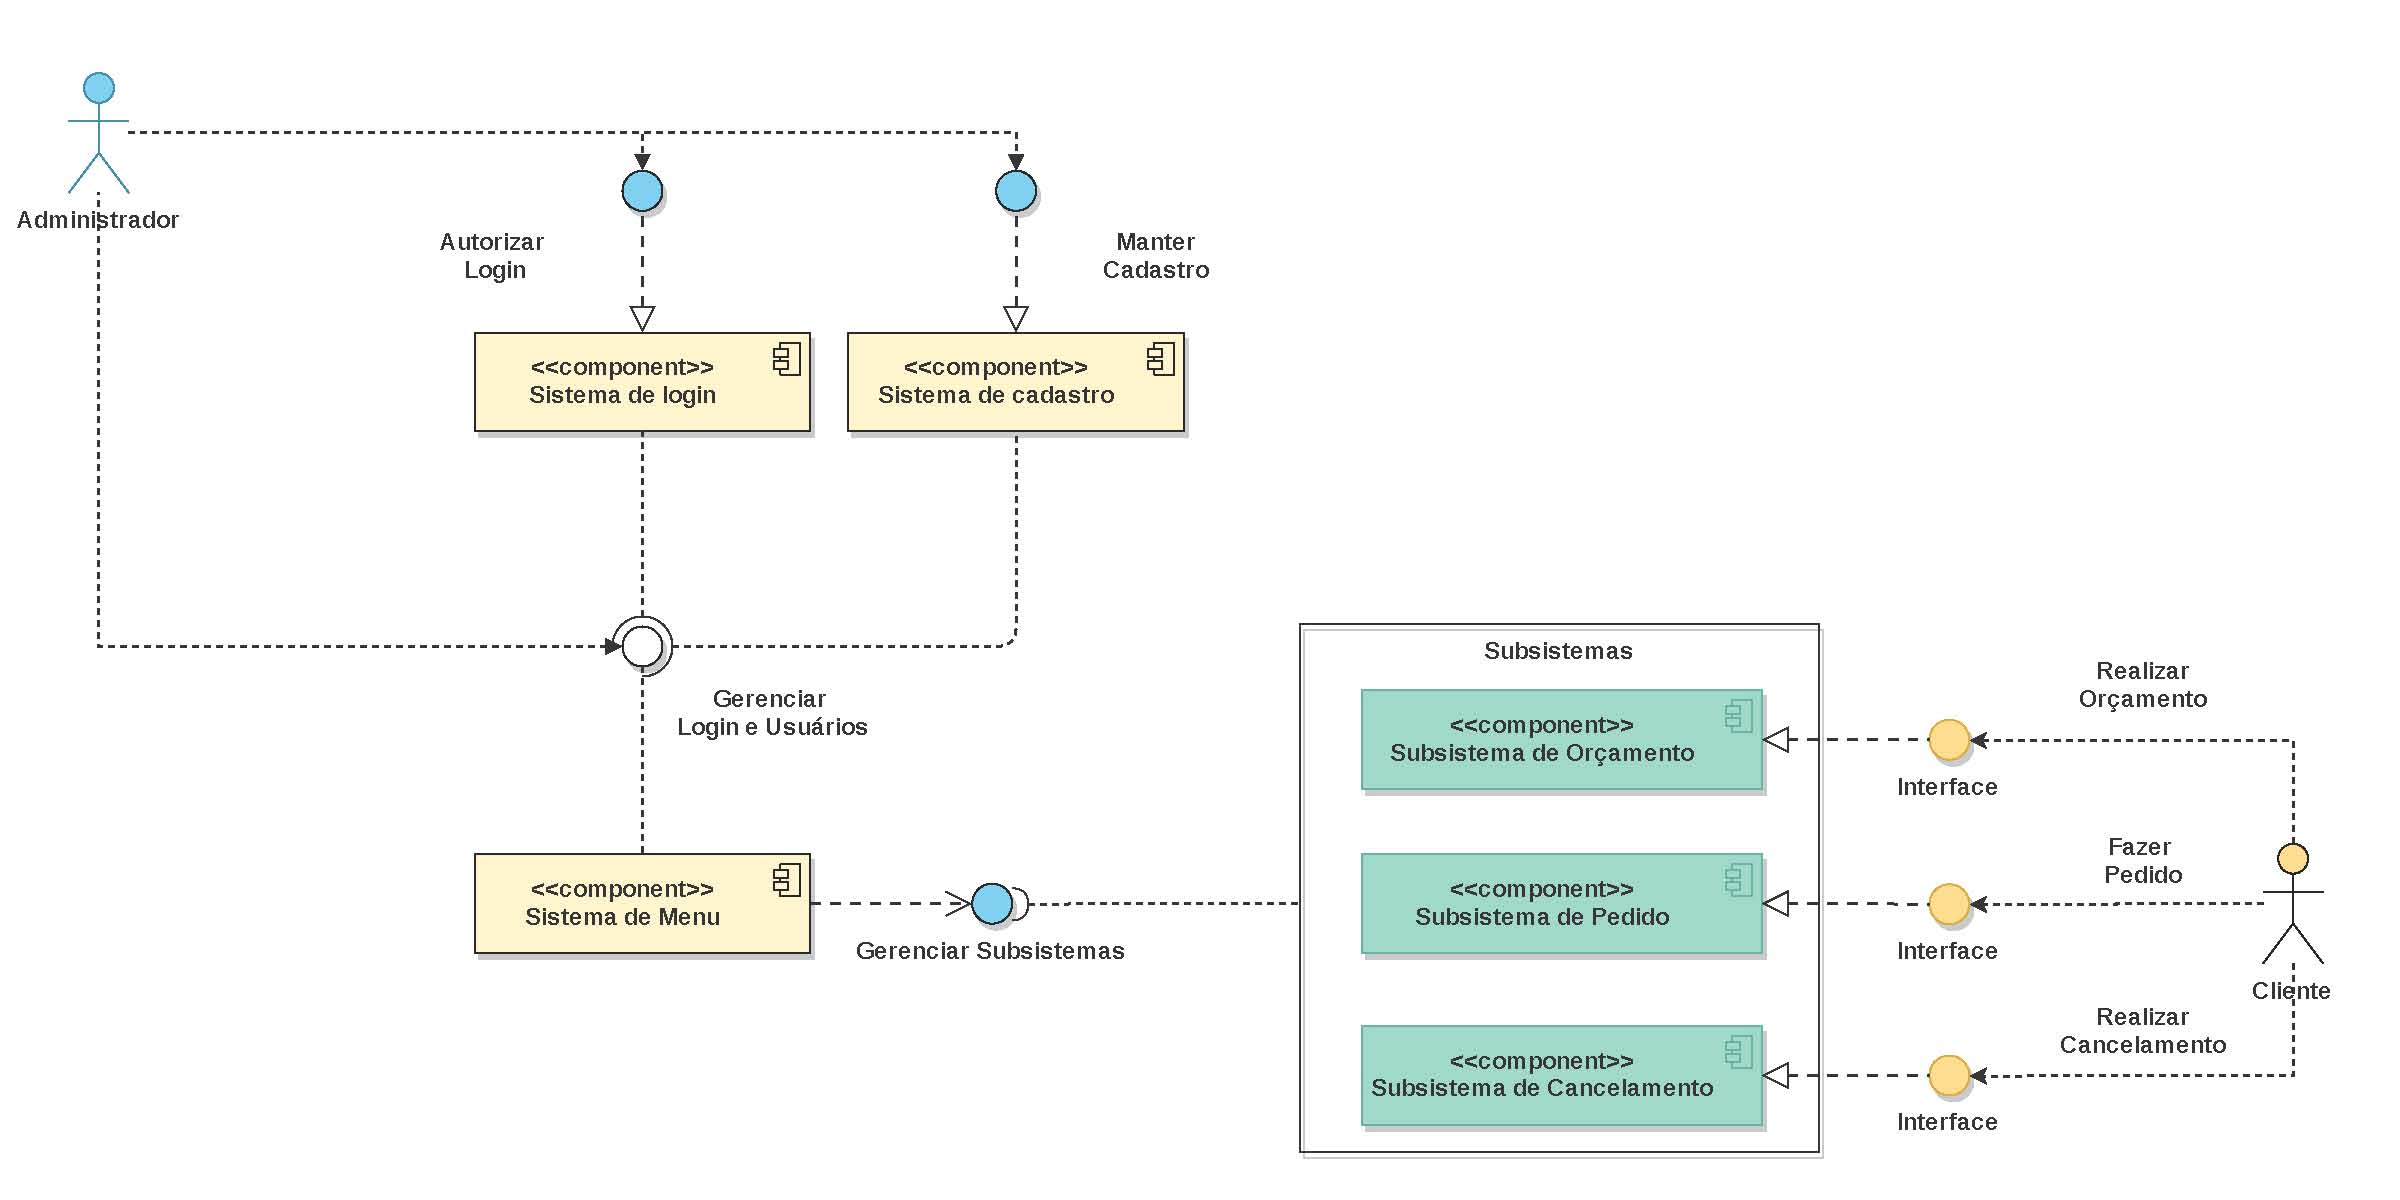 Administrador
Autorizar
Login
Manter
Cadastro
<<component>>
Sistema de login
<<component>>
Sistema de cadastro
Gerenciar
Login e Usuários
<<component>>
Sistema de Menu
Gerenciar Subsistemas
Subsistemas
<<component>>
Subsistema de Orçamento
<<component>>
Subsistema de Pedido
<<component>>
Subsistema de Cancelamento
Realizar
Orçamento
Interface
Fazer
Pedido
Interface
Realizar
Cancelamento
Interface
Cliente